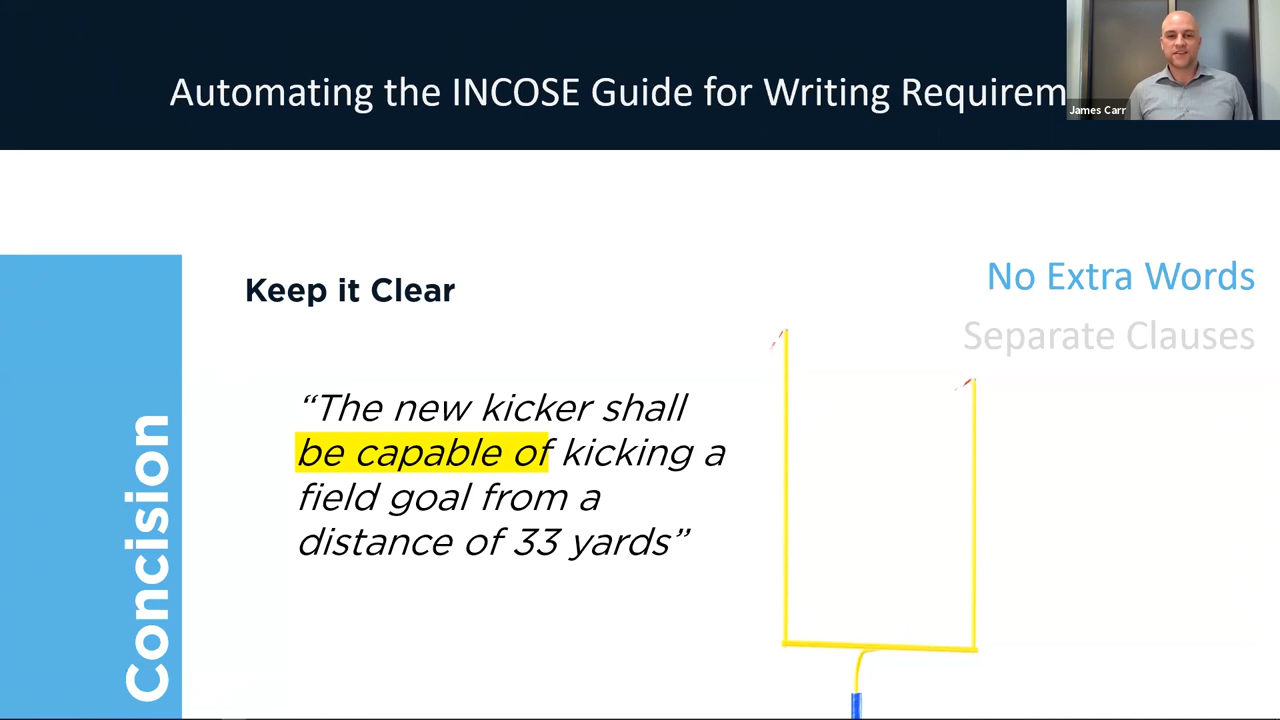 Automating the INCOSE Guide for Writing Requirem
James Carr
Keep it Clear
No Extra Words
Separate Clauses
“The new kicker shall
be capable of kicking a
field goal from a
distance of 33 yards”
Concision